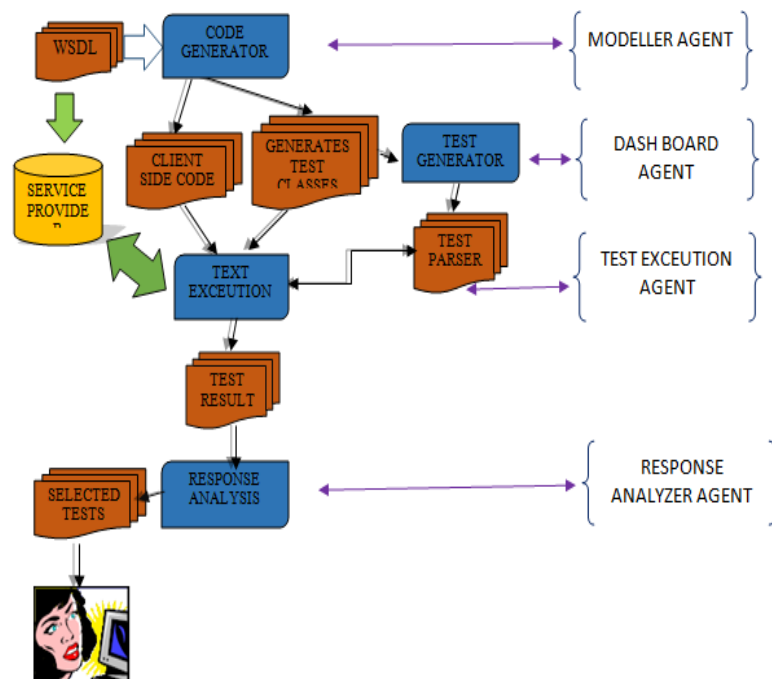 WSDL
CODE
GENERATOR
MODELLER AGENT
CLIENT
SIDE CODE
GENERATES
TEST
CLASSES
TEST
GENERATOR
DASH BOARD
AGENT
SERVICE
PROVIDE
R
TEXT
EXCEUTION
TEST
PARSER
TEST EXCEUTION
AGENT
TEST
RESULT
SELECTED
TESTS
RESPONSE
ANALYSIS
RESPONSE
ANALYZER AGENT